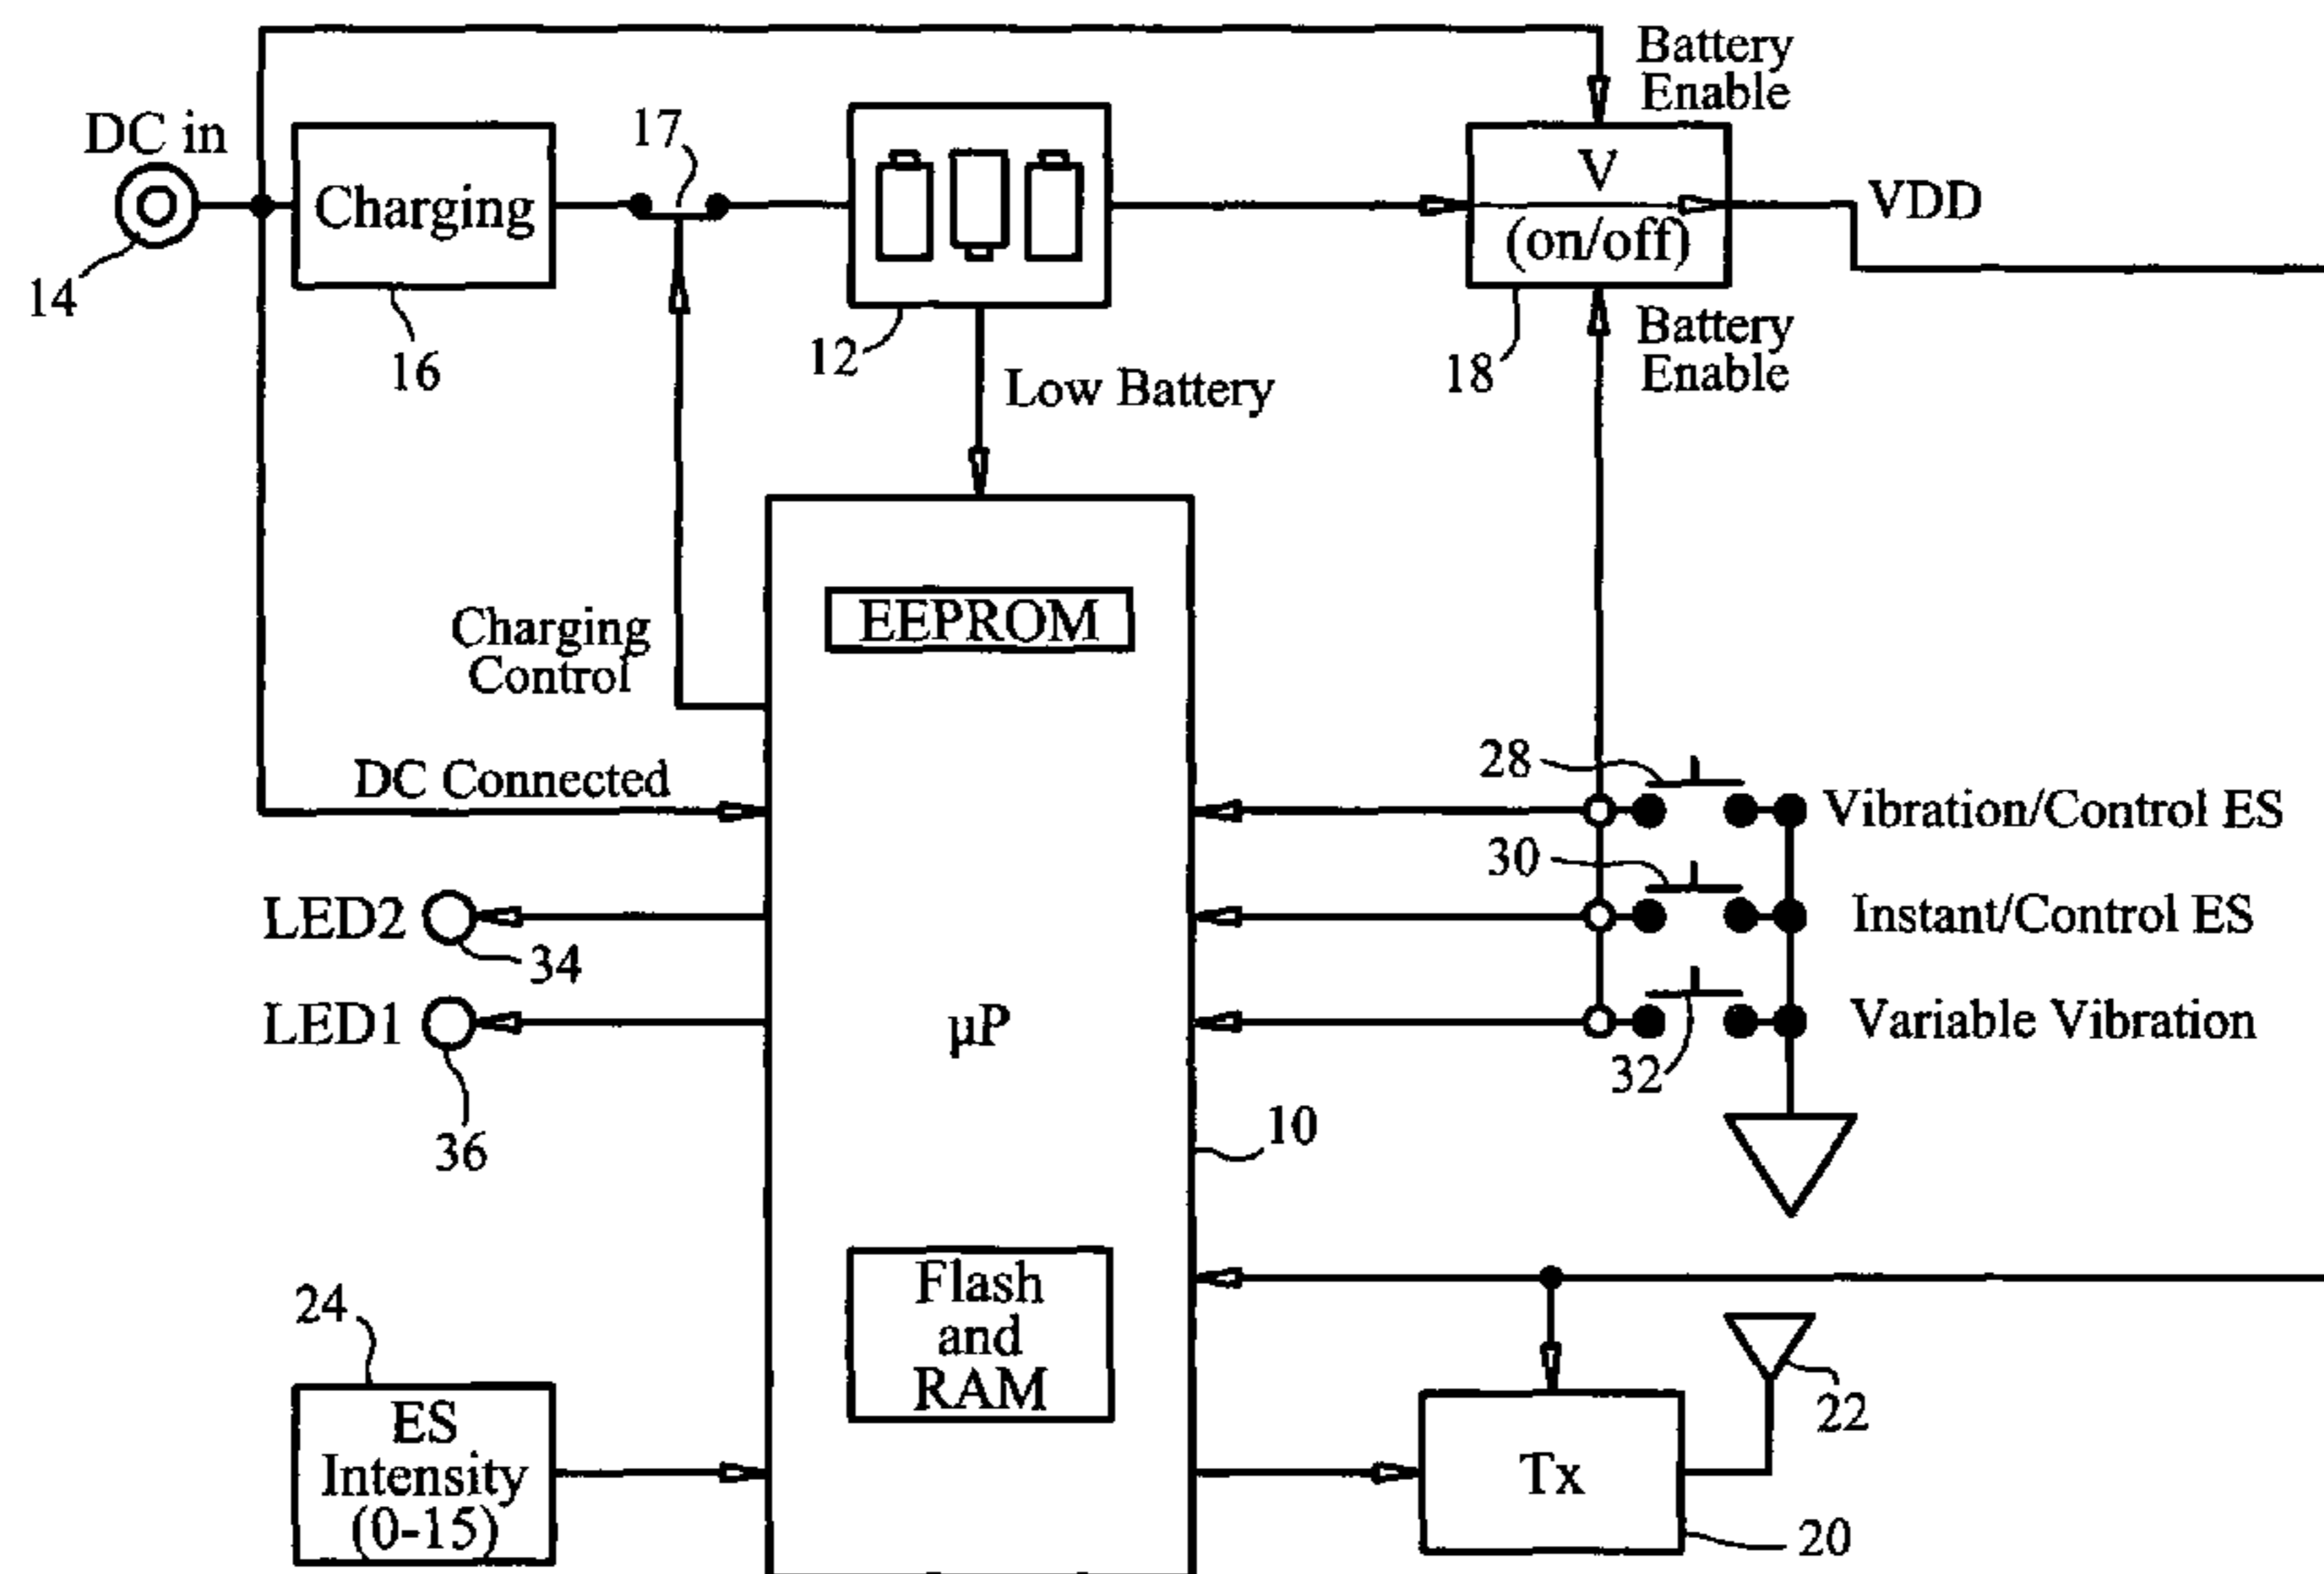 Battery
Enable
DC in
17
Charging
V
(on/off)
VDD
14
16
12
18
Battery
Enable
Low Battery
EEPROM
Charging
Control
DC Connected
28
Vibration/Control ES
30
Instant/Control ES
LED2
34
LED1
μP
Variable Vibration
32
36
10
Flash
and
RAM
24
ES
Intensity
(0-15)
22
Tx
20